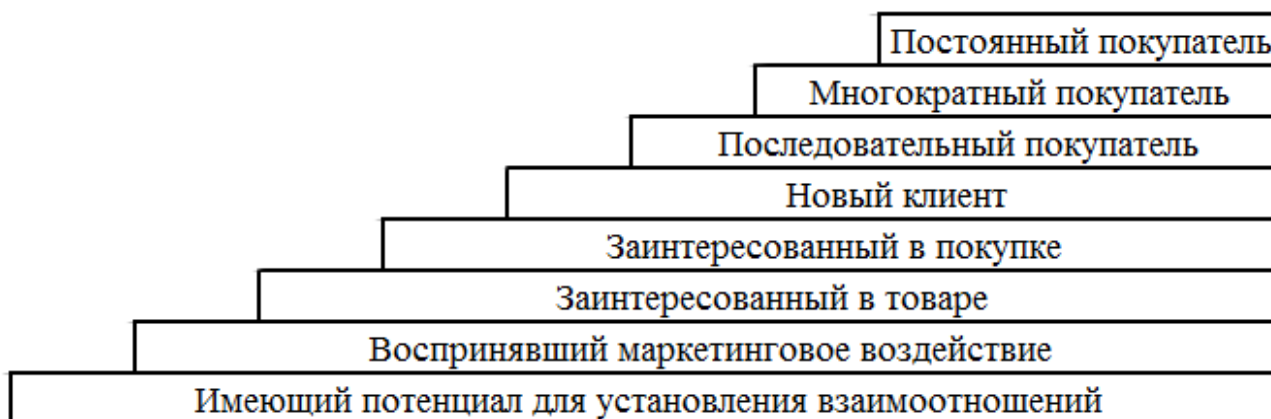 Постоянный покупатель
Многократный покупатель
Последовательный покупатель
Новый клиент
Заинтересованный в покупке
Заинтересованный в товаре
Воспринявший маркетинговое воздействие
Имеющий потенциал для установления взаимоотношений